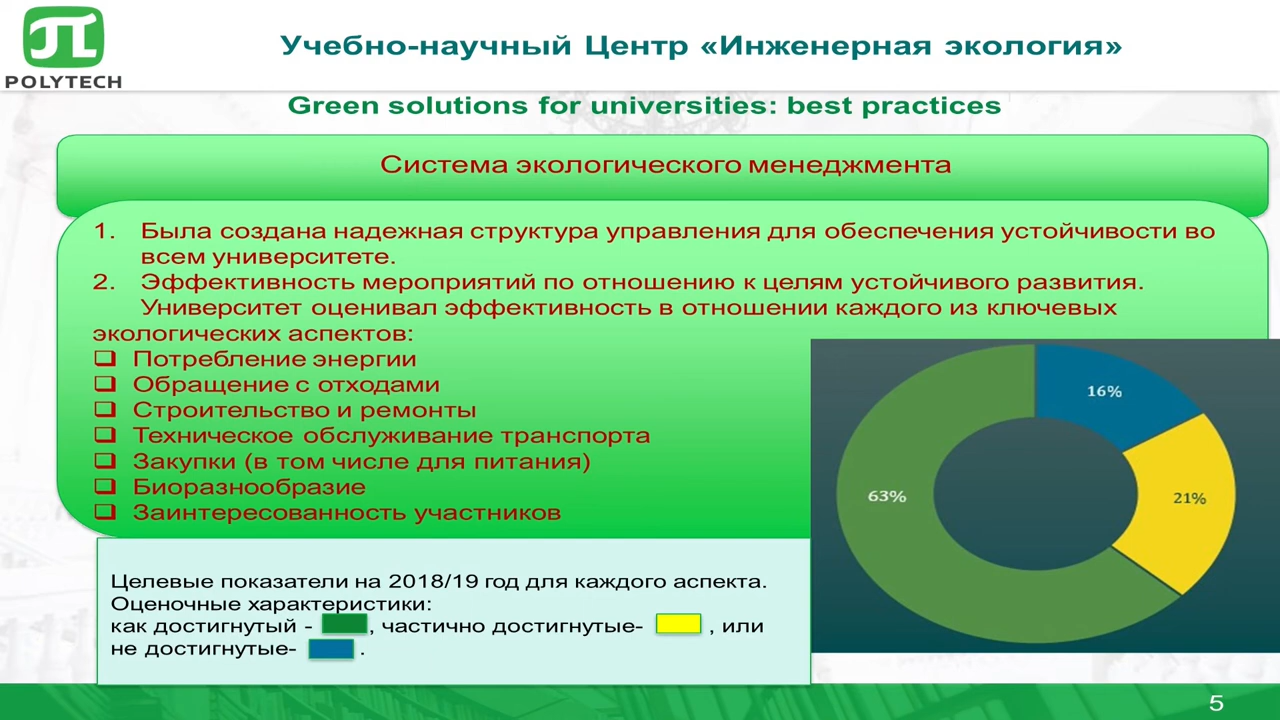 POLYTECH
Учебно-научный Центр «Инженерная экология»
Green solutions for universities: best practices
Система экологического менеджмента
1. Была создана надежная структура управления для обеспечения устойчивости во
всем университете.
2. Эффективность мероприятий по отношению к целям устойчивого развития.
Университет оценивал эффективность в отношении каждого из ключевых
экологических аспектов:
Потребление энергии
Обращение с отходами
Строительство и ремонты
Техническое обслуживание транспорта
Закупки (в том числе для питания)
Биоразнообразие
Заинтересованность участников
16%
63%
21%
Целевые показатели на 2018/19 год для каждого аспекта.
Оценочные характеристики:
как достигнутый - , частично достигнутые- , или
не достигнутые- .
5